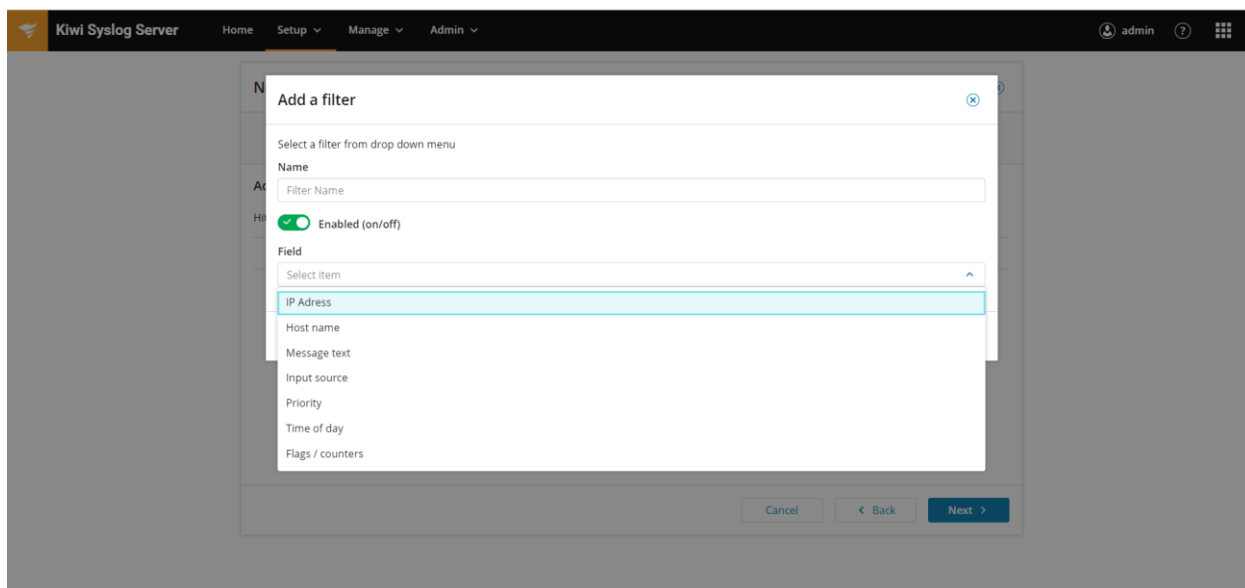 Kiwi Syslog Server Home Setup Manage Admin admin ?
Add a filter
Select a filter from drop down menu
Name
Filter Name
Enabled (on/off)
Field
Select item
IP Adress
Host name
Message text
Input source
Priority
Time of day
Flags / counters
Cancel Back Next